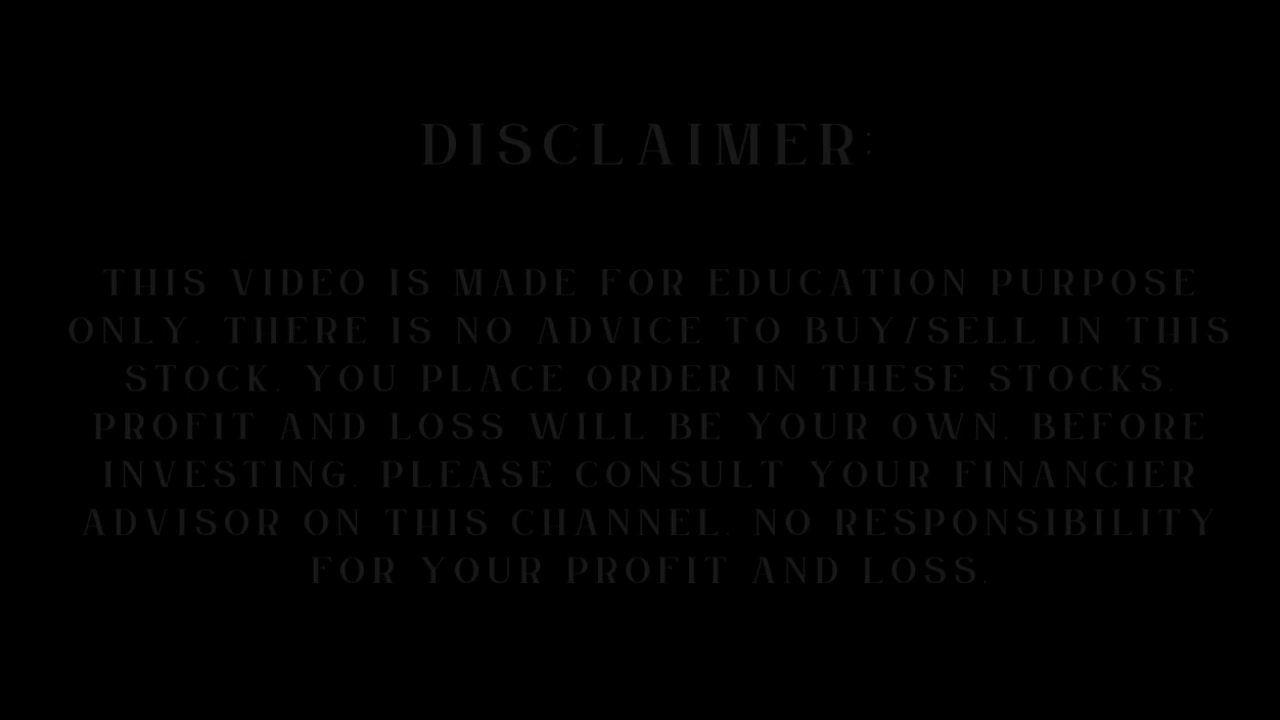 DISCLAIMER:
THIS VIDEO IS MADE FOR EDUCATION PURPOSE
ONLY. THERE IS NO ADVICE TO BUY/SELL IN THIS
STOCK. YOU PLACE ORDER IN THESE STOCKS.
PROFIT AND LOSS WILL BE YOUR OWN. BEFORE
INVESTING. PLEASE CONSULT YOUR FINANCIER
ADVISOR ON THIS CHANNEL. NO RESPONSIBILITY
FOR YOUR PROFIT AND LOSS.